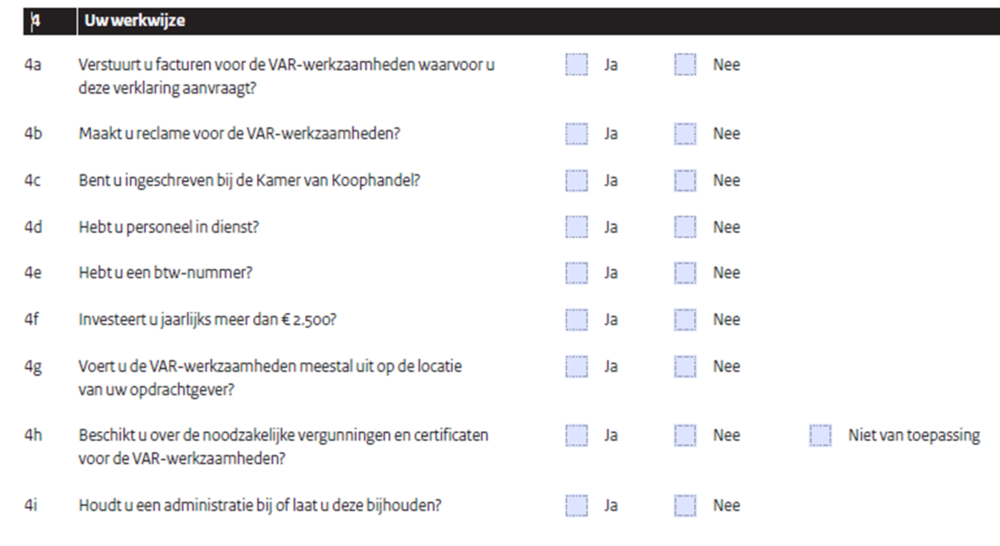 4 Uw werkwijze
4a Verstuurt u facturen voor de VAR-werkzaamheden waarvoor u Ja Nee
deze verklaring aanvraagt?
4b Maakt u reclame voor de VAR-werkzaamheden? Ja Nee
4c Bent u ingeschreven bij de Kamer van Koophandel? Ja Nee
4d Hebt u personeel in dienst? Ja Nee
4e Hebt u een btw-nummer? Ja Nee
4f Investeert u jaarlijks meer dan € 2.500? Ja Nee
4g Voert u de VAR-werkzaamheden meestal uit op de locatie Ja Nee
van uw opdrachtgever?
4h Beschikt u over de noodzakelijke vergunningen en certificaten Ja Nee Niet van toepassing
voor de VAR-werkzaamheden?
4i Houdt u een administratie bij of laat u deze bijhouden? Ja Nee